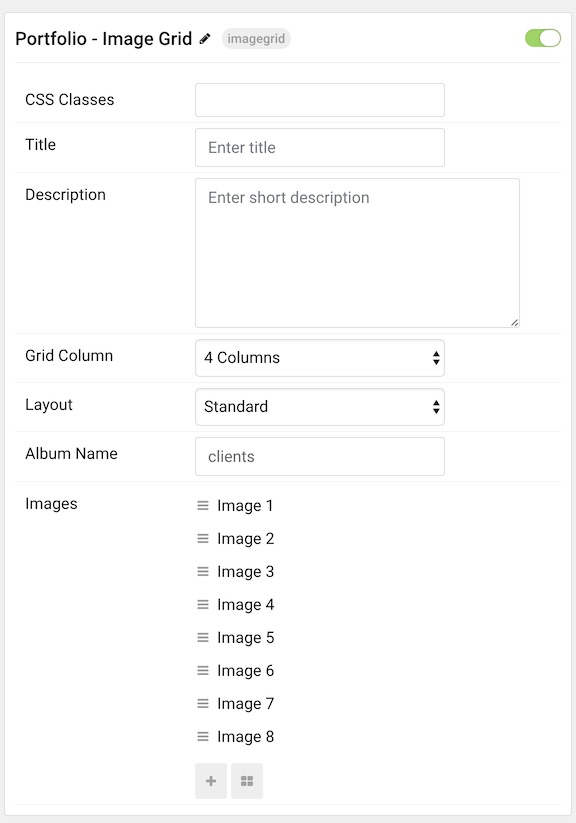 Portfolio - Image Grid imagegrid
CSS Classes
Title Enter title
Description Enter short description
Grid Column 4 Columns
Layout Standard
Album Name clients
Images Image 1
Image 2
Image 3
Image 4
Image 5
Image 6
Image 7
Image 8